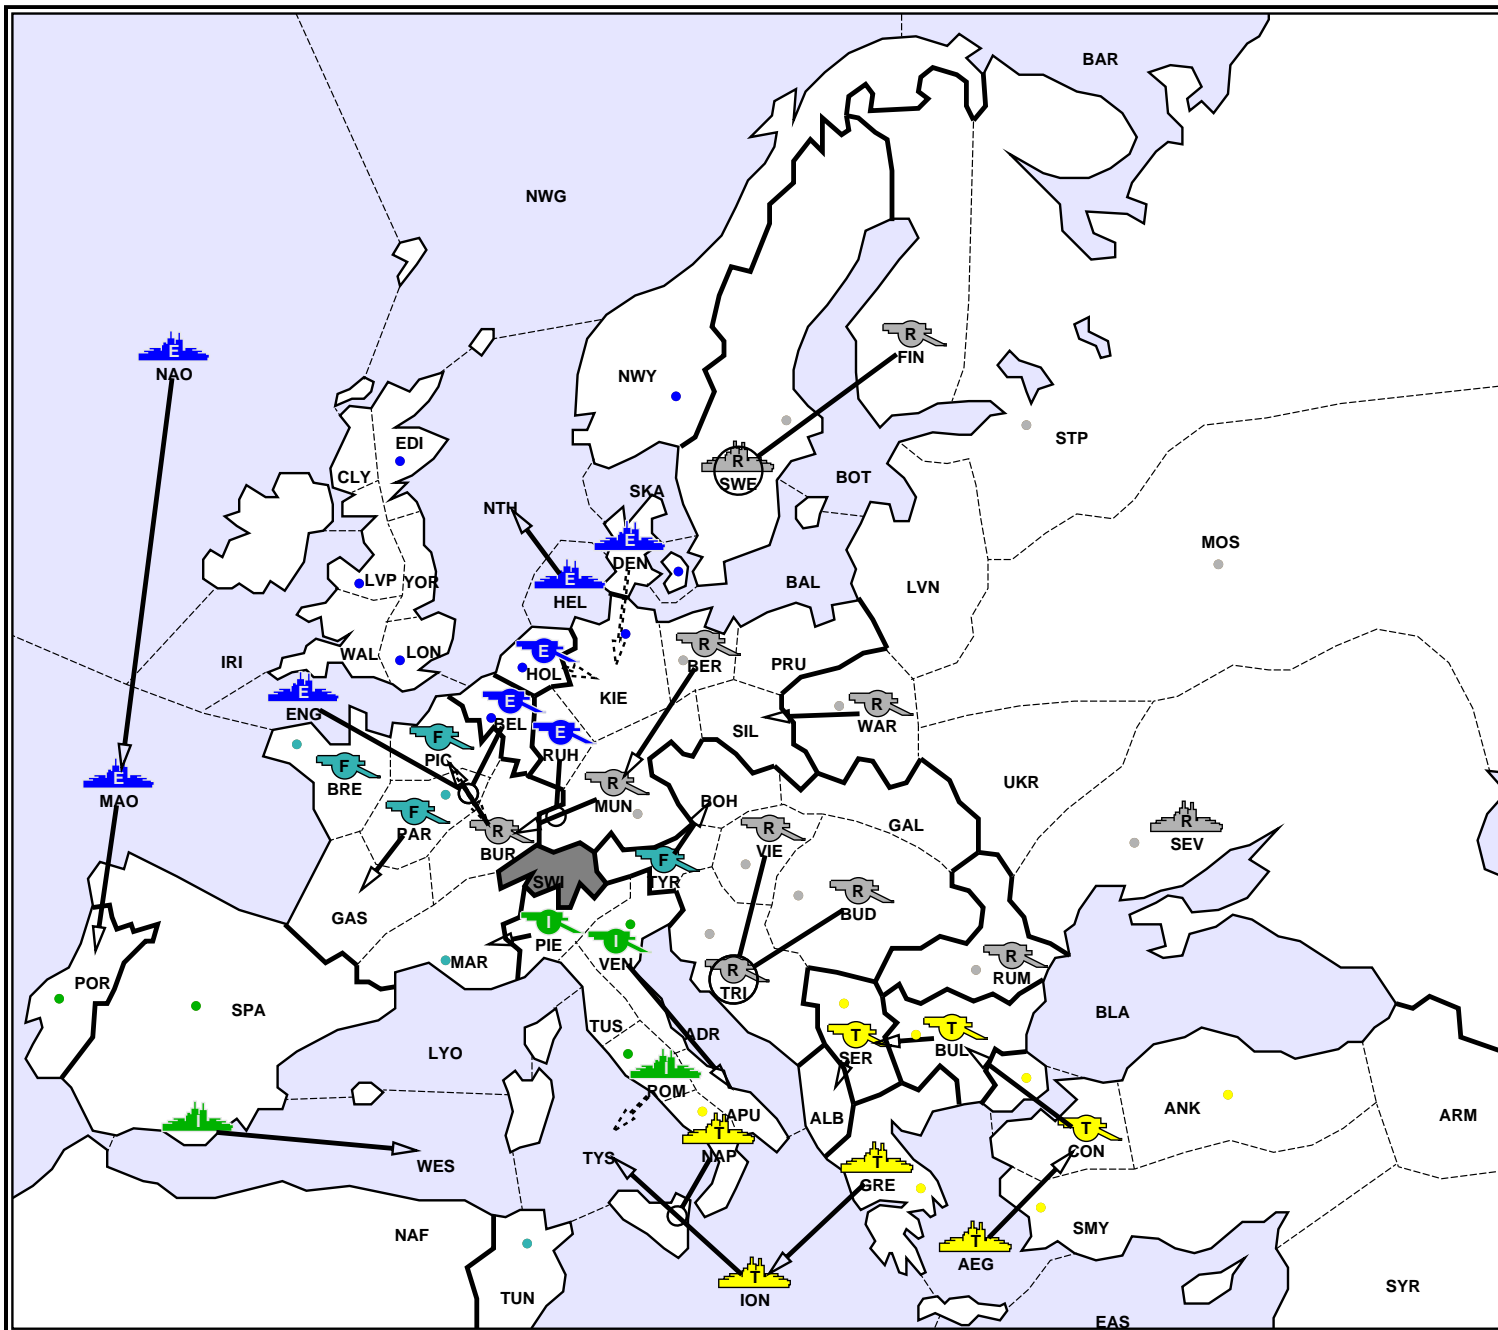 BAR
NWG
E
NAO
R
FIN
NWY
EDI
STP
CLY
R
SWE
BOT
SKA
NTH
E
DEN
MOS
E
HEL
LVP
YOR
BAL
LVN
IRI
WAL
LON
E
HOL
R
BER
PRU
KIE
E
ENG
E
BEL
R
WAR
F
PIC
E
RUH
SIL
E
MAO
F
BRE
R
MUN
BOH
UKR
F
PAR
R
BUR
R
VIE
GAL
R
SEV
F
TYR
SWI
R
BUD
GAS
I
PIE
I
VEN
MAR
R
TRI
R
RUM
POR
SPA
BLA
TUS
ADR
T
SER
T
BUL
LYO
I
ROM
ANK
ARM
I
APU
ALB
T
NAP
T
CON
TYS
WES
T
GRE
SMY
NAF
T
AEG
T
ION
SYR
TUN
EAS